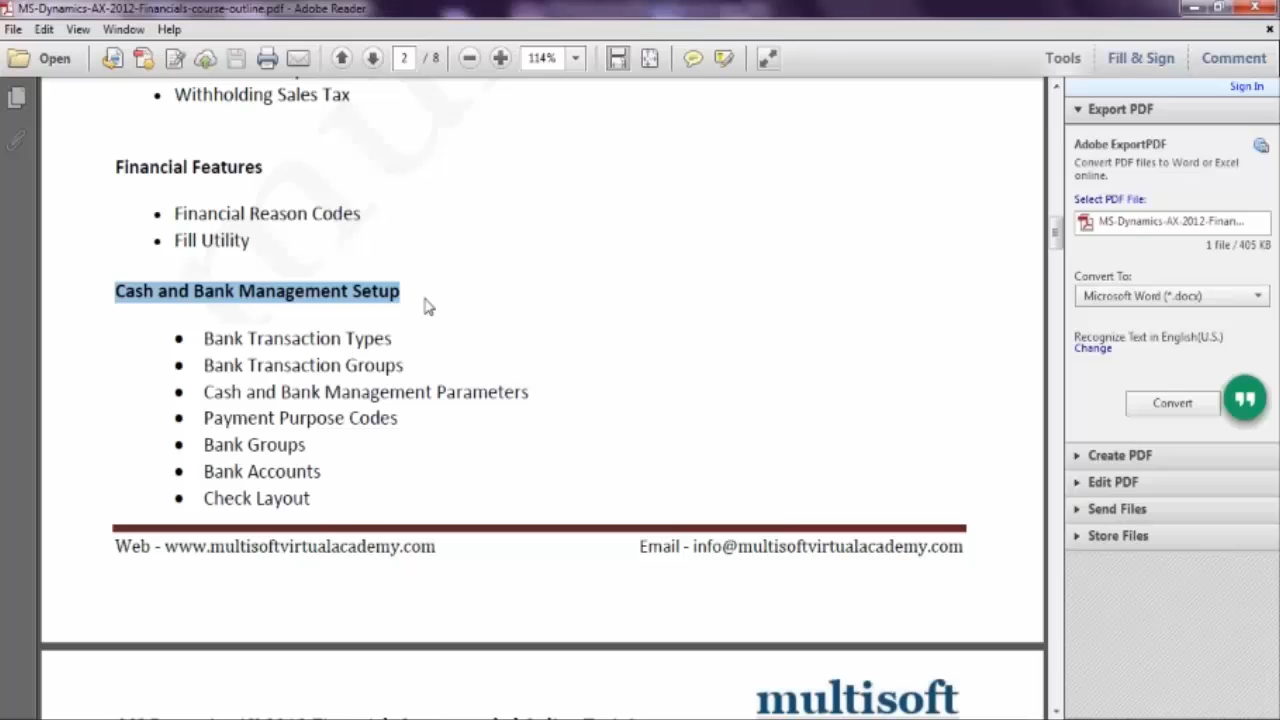 MS-Dynamics-AX-2012-Financials-course-outline.pdf - Adobe Reader
File Edit View Window Help
Open 2 / 8 114% Tools Fill & Sign Comment
Sign In
Withholding Sales Tax
Financial Features
Financial Reason Codes
Fill Utility
Cash and Bank Management Setup
Bank Transaction Types
Bank Transaction Groups
Cash and Bank Management Parameters
Payment Purpose Codes
Bank Groups
Bank Accounts
Check Layout
Web - www.multisoftvirtualacademy.com Email - info@multisoftvirtualacademy.com
multisoft
Export PDF
Adobe ExportPDF
Convert PDF files to Word or Excel
online.
Select PDF File:
MS-Dynamics-AX-2012-Finan...
1 file / 405 KB
Convert To:
Microsoft Word (*.docx)
Recognize Text in English(U.S.)
Change
Convert
Create PDF
Edit PDF
Send Files
Store Files